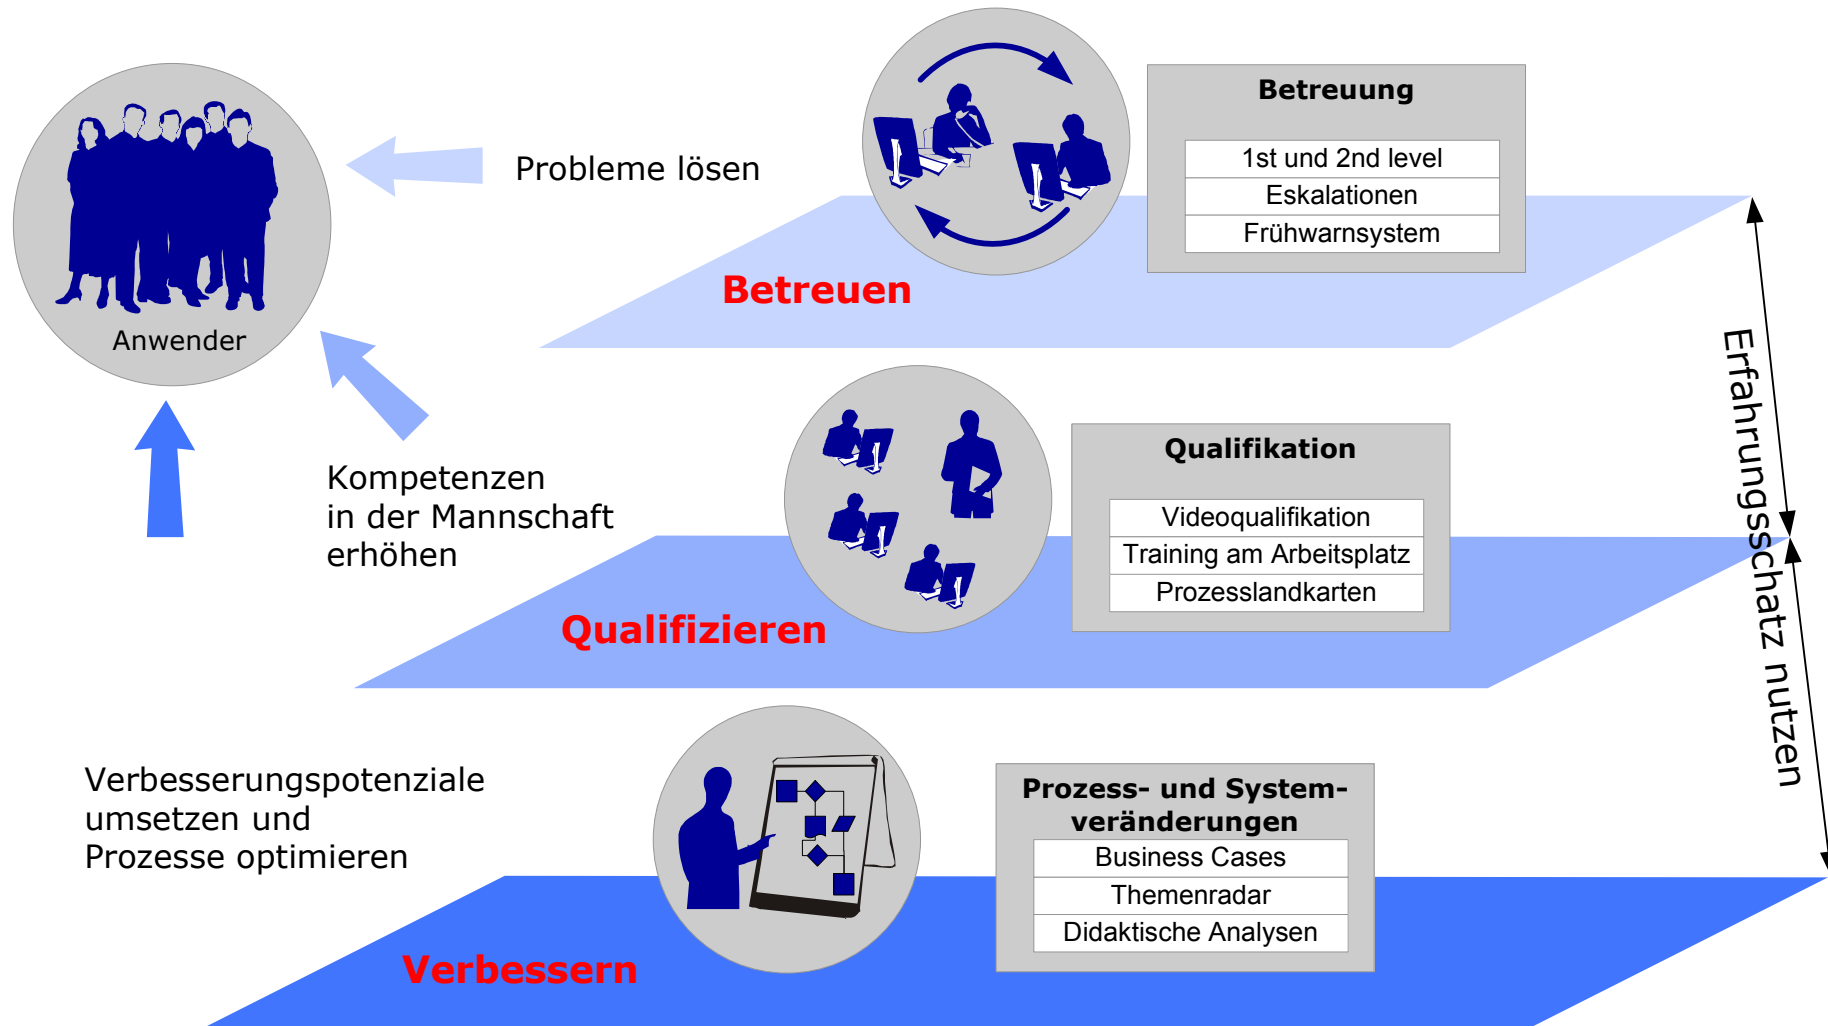 Betreuung
1st und 2nd level
Eskalationen
Frühwarnsystem
Probleme lösen
Betreuen
Anwender
Erfahrungsschatz nutzen
Qualifikation
Videoqualifikation
Training am Arbeitsplatz
Prozesslandkarten
Kompetenzen
in der Mannschaft
erhöhen
Qualifizieren
Verbesserungspotenziale
umsetzen und
Prozesse optimieren
Prozess- und System-
veränderungen
Business Cases
Themenradar
Didaktische Analysen
Verbessern